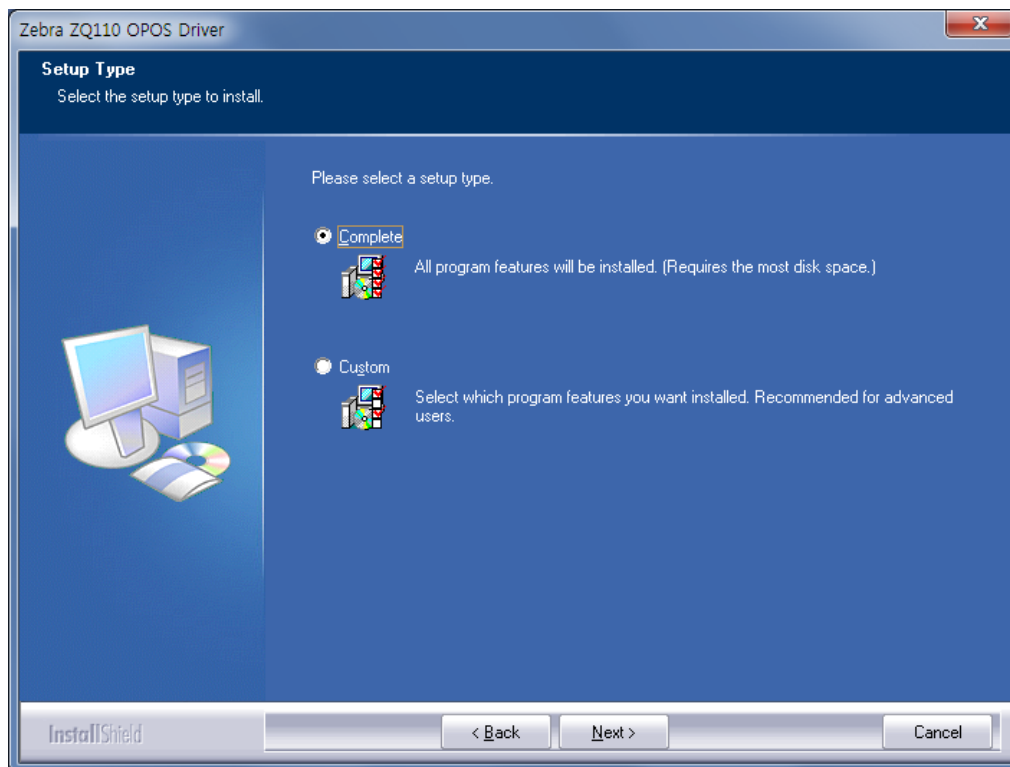 Zebra ZQ110 OPOS Driver
Setup Type
Select the setup type to install.
Please select a setup type.
Complete
All program features will be installed. (Requires the most disk space.)
Custom
Select which program features you want installed. Recommended for advanced
users.
InstallShield
< Back
Next >
Cancel